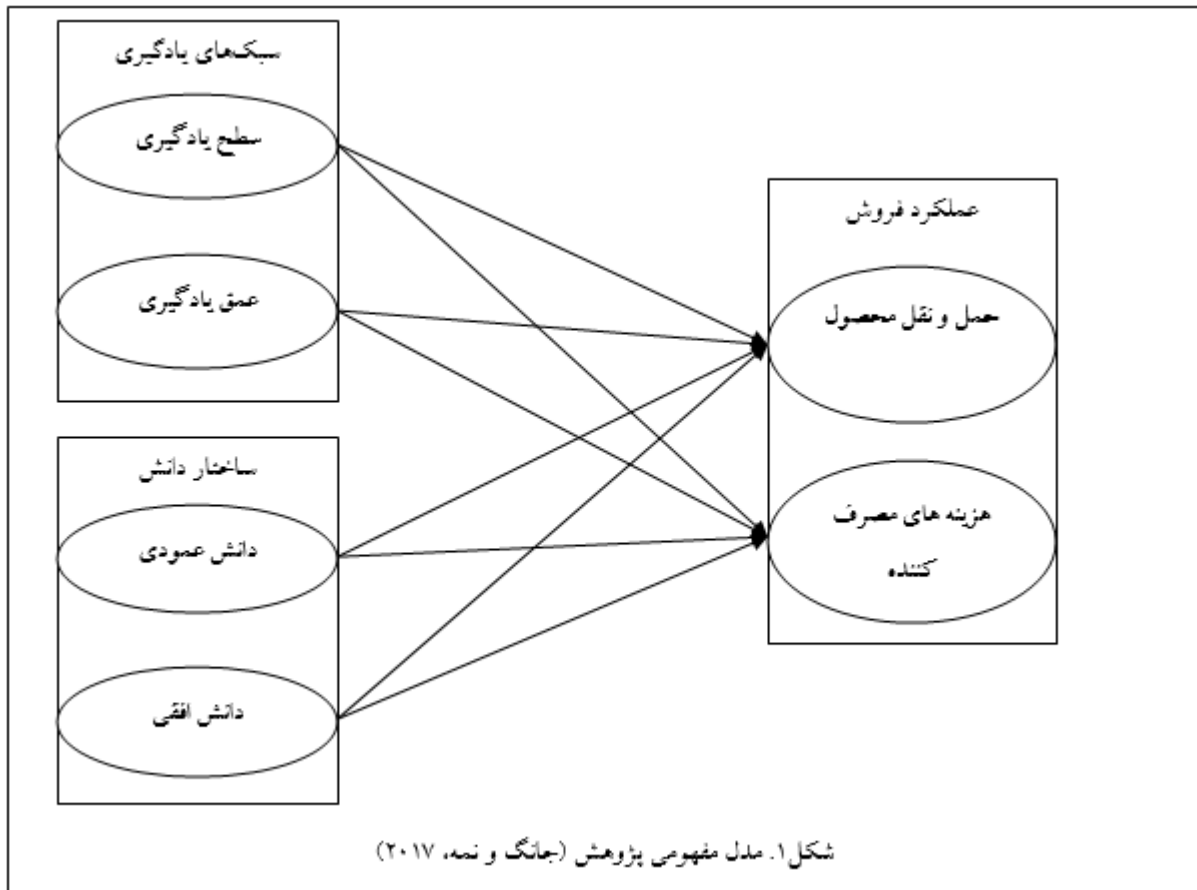 سبک‌های یادگیری
سطح یادگیری
عمق یادگیری
ساختار دانش
دانش عمودی
دانش افقی
عملکرد فروش
حمل و نقل محصول
هزینه های مصرف
کننده
شکل۱. مدل مفهومی پژوهش (جانگ و نمه، ۲۰۱۷)